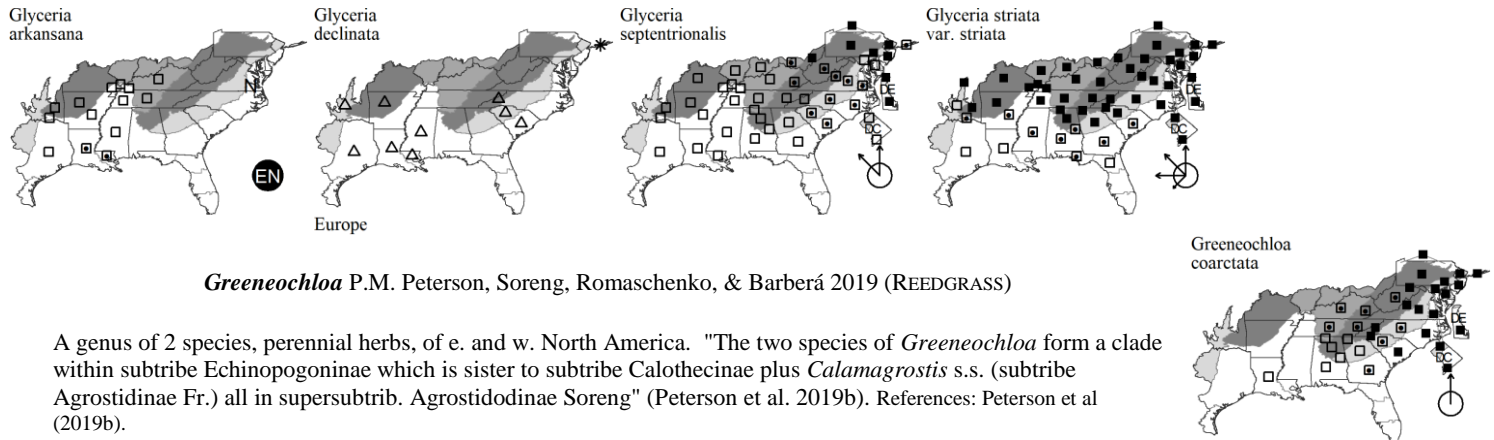 Glyceria
arkansana
N
EN
Glyceria
declinata
Europe
Glyceria
septentrionalis
DE
DC
Glyceria striata
var. striata
DE
DC
Greeneochloa
coarctata
DE
DC
Greeneochloa P.M. Peterson, Soreng, Romaschenko, & Barberá 2019 (REEDGRASS)
A genus of 2 species, perennial herbs, of e. and w. North America. "The two species of Greeneochloa form a clade
within subtribe Echinopogoninae which is sister to subtribe Calothecinae plus Calamagrostis s.s. (subtribe
Agrostidinae Fr.) all in supersubtrib. Agrostidodinae Soreng" (Peterson et al. 2019b). References: Peterson et al
(2019b).